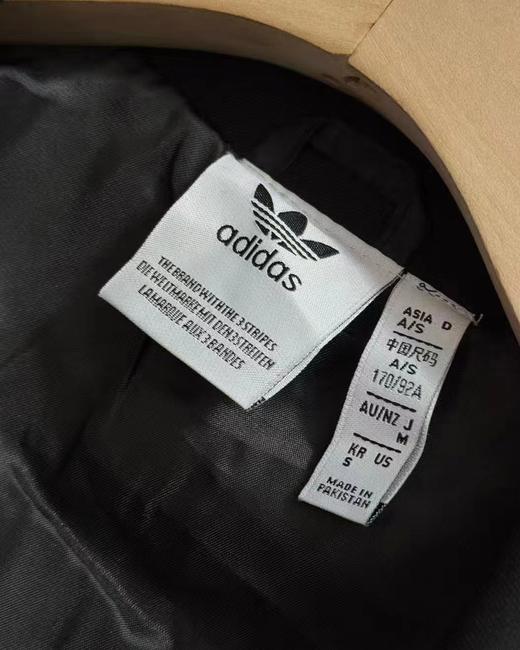 adidas
THE BRAND WITH THE 3 STRIPES
DIE WELTMARKE MIT DEN 3 STREIFEN
LA MARQUE AUX 3 BANDES
ASIA D
A/S
中国尺码
A/S
170/92A
AU/NZ J
M
KR US
S
MADE IN
PAKISTAN